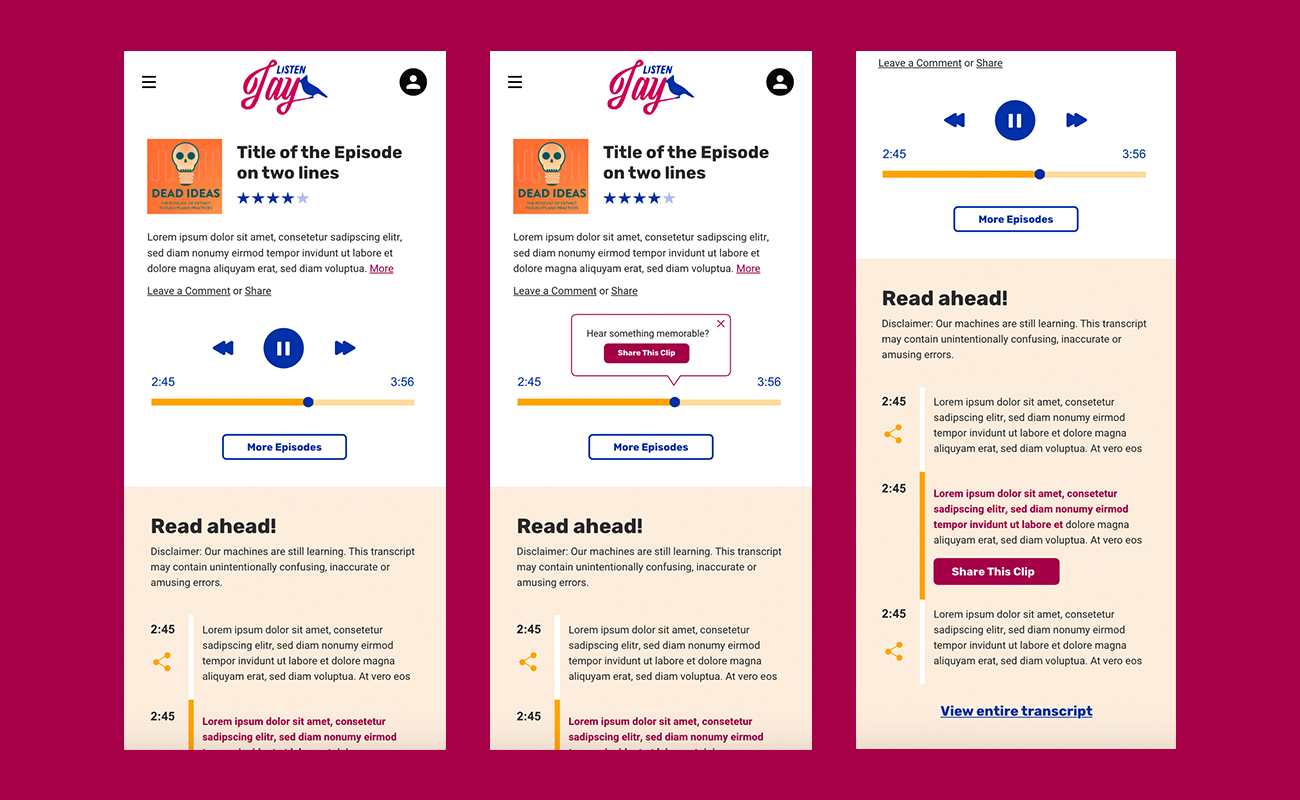 LiSTEN
Jay
DEAD IDEAS
THE PODCAST OF EXTINCT
THOUGHTS AND PRACTICES
Title of the Episode
on two lines
Lorem ipsum dolor sit amet, consetetur sadipscing elitr,
sed diam nonumy eirmod tempor invidunt ut labore et
dolore magna aliquyam erat, sed diam voluptua. More
Leave a Comment or Share
2:45 3:56
More Episodes
Read ahead!
Disclaimer: Our machines are still learning. This transcript
may contain unintentionally confusing, inaccurate or
amusing errors.
2:45
Lorem ipsum dolor sit amet, consetetur
sadipscing elitr, sed diam nonumy eirmod
tempor invidunt ut labore et dolore magna
aliquyam erat, sed diam voluptua. At vero eos
2:45
Lorem ipsum dolor sit amet, consetetur
sadipscing elitr, sed diam nonumy eirmod
LiSTEN
Jay
DEAD IDEAS
THE PODCAST OF EXTINCT
THOUGHTS AND PRACTICES
Title of the Episode
on two lines
Lorem ipsum dolor sit amet, consetetur sadipscing elitr,
sed diam nonumy eirmod tempor invidunt ut labore et
dolore magna aliquyam erat, sed diam voluptua. More
Leave a Comment or Share
Hear something memorable?
Share This Clip
2:45 3:56
More Episodes
Read ahead!
Disclaimer: Our machines are still learning. This transcript
may contain unintentionally confusing, inaccurate or
amusing errors.
2:45
Lorem ipsum dolor sit amet, consetetur
sadipscing elitr, sed diam nonumy eirmod
tempor invidunt ut labore et dolore magna
aliquyam erat, sed diam voluptua. At vero eos
2:45
Lorem ipsum dolor sit amet, consetetur
sadipscing elitr, sed diam nonumy eirmod
Leave a Comment or Share
2:45 3:56
More Episodes
Read ahead!
Disclaimer: Our machines are still learning. This transcript
may contain unintentionally confusing, inaccurate or
amusing errors.
2:45
Lorem ipsum dolor sit amet, consetetur
sadipscing elitr, sed diam nonumy eirmod
tempor invidunt ut labore et dolore magna
aliquyam erat, sed diam voluptua. At vero eos
2:45
Lorem ipsum dolor sit amet, consetetur
sadipscing elitr, sed diam nonumy eirmod
tempor invidunt ut labore et dolore magna
aliquyam erat, sed diam voluptua. At vero eos
Share This Clip
2:45
Lorem ipsum dolor sit amet, consetetur
sadipscing elitr, sed diam nonumy eirmod
tempor invidunt ut labore et dolore magna
aliquyam erat, sed diam voluptua. At vero eos
View entire transcript